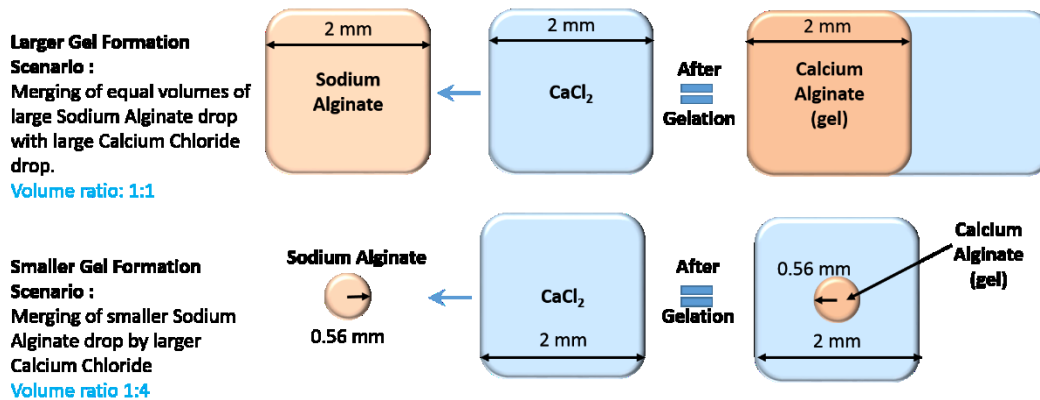 Larger Gel Formation
Scenario :
Merging of equal volumes of
large Sodium Alginate drop
with large Calcium Chloride
drop.
Volume ratio: 1:1
2 mm
Sodium
Alginate
2 mm
CaCl₂
After
Gelation
2 mm
Calcium
Alginate
(gel)
Smaller Gel Formation
Scenario :
Merging of smaller Sodium
Alginate drop by larger
Calcium Chloride
Volume ratio 1:4
Sodium Alginate
0.56 mm
CaCl₂
2 mm
After
Gelation
0.56 mm
2 mm
Calcium
Alginate
(gel)